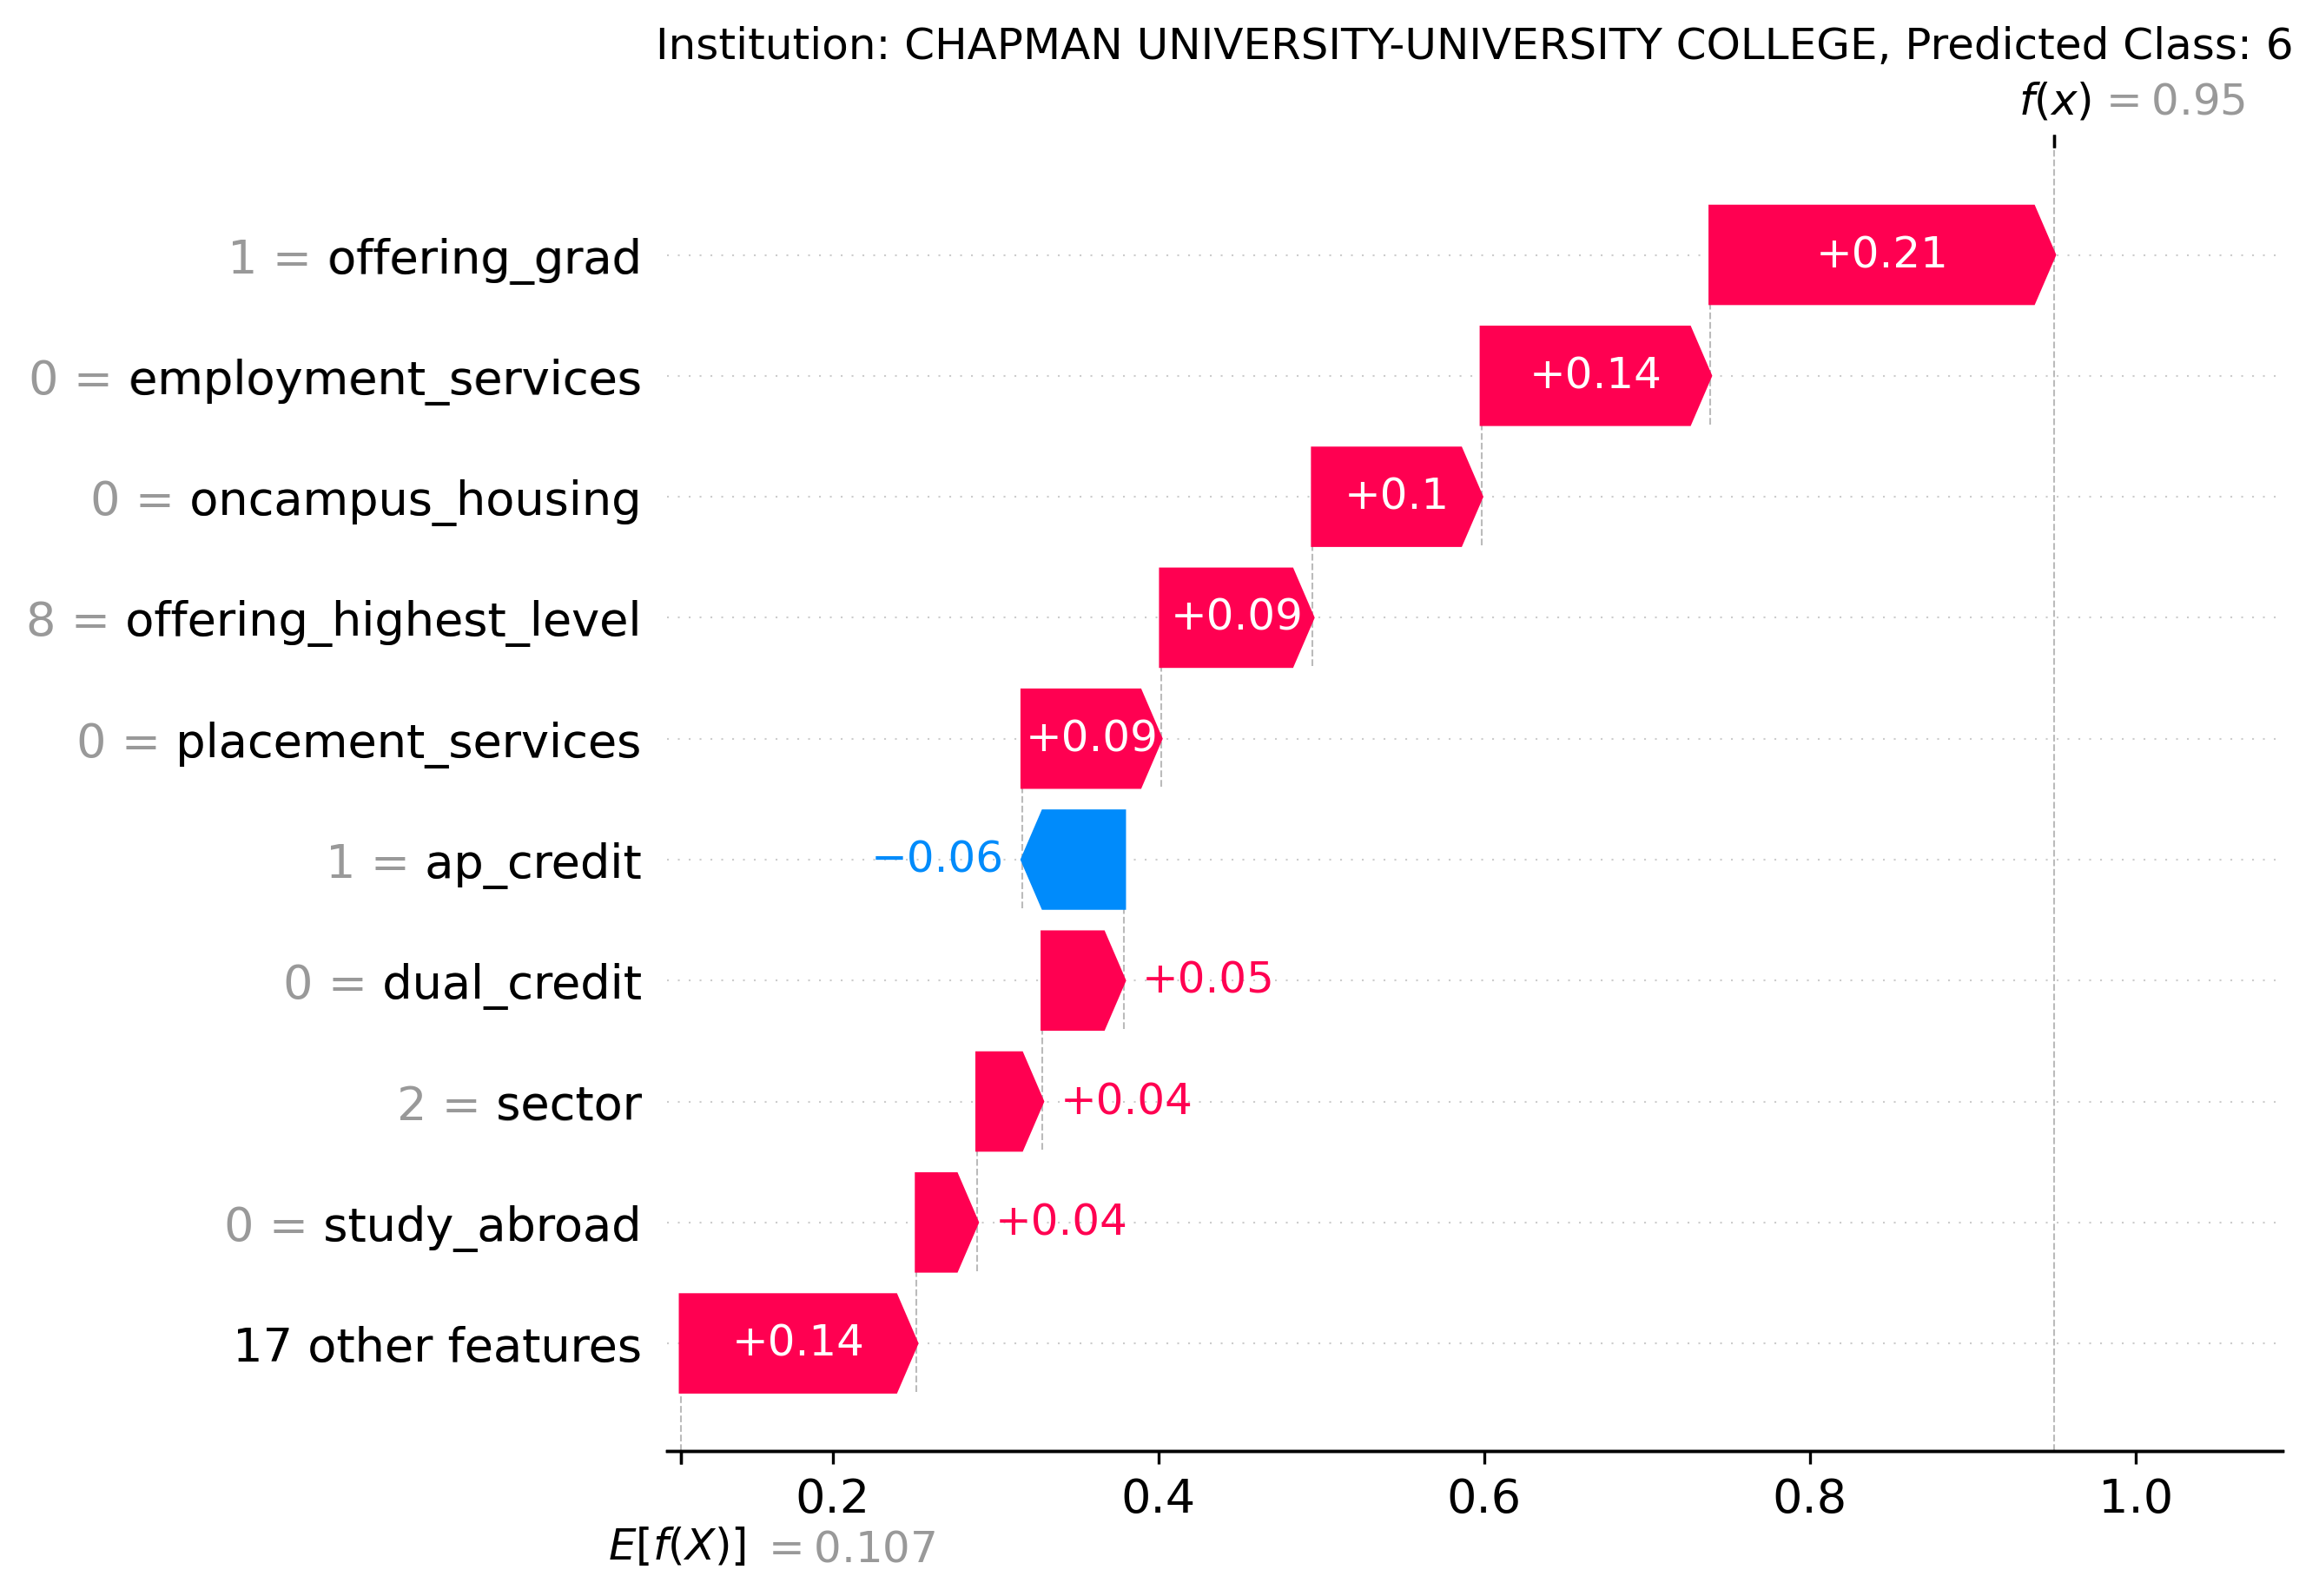 Institution: CHAPMAN UNIVERSITY-UNIVERSITY COLLEGE, Predicted Class: 6
f(x) = 0.95
1 = offering_grad +0.21
0 = employment_services +0.14
0 = oncampus_housing +0.1
8 = offering_highest_level +0.09
0 = placement_services +0.09
1 = ap_credit −0.06
0 = dual_credit +0.05
2 = sector +0.04
0 = study_abroad +0.04
17 other features +0.14
0.2 0.4 0.6 0.8 1.0
E[f(X)] = 0.107